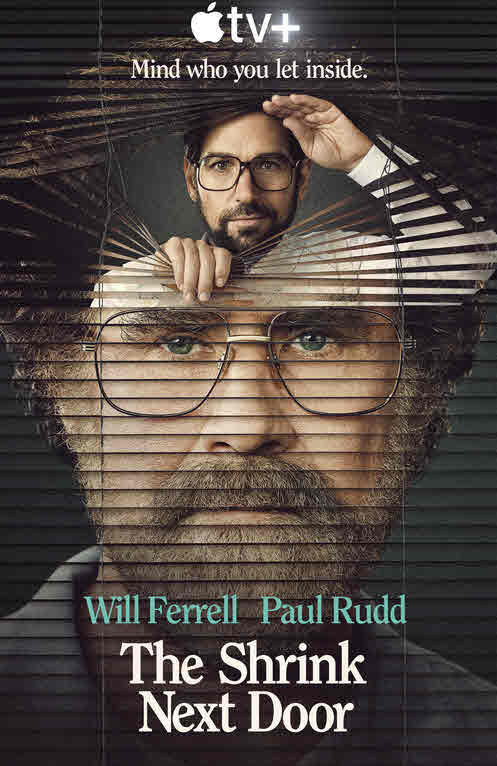 tv+
Mind who you let inside.
Will Ferrell Paul Rudd
The Shrink
Next Door